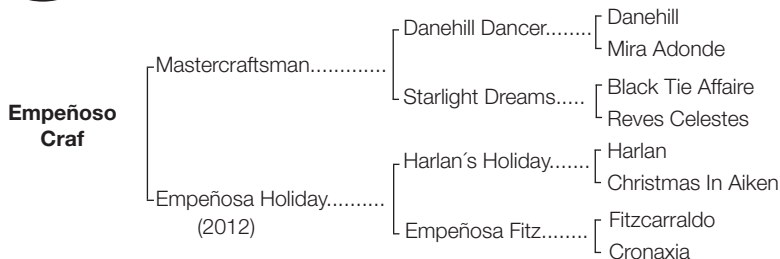 Danehill
Danehill Dancer........
Mira Adonde
Mastercraftsman.............
Black Tie Affaire
Starlight Dreams.....
Reves Celestes
Empeñoso
Craf
Harlan
Harlan´s Holiday.......
Christmas In Aiken
Empeñosa Holiday..........
(2012)
Fitzcarraldo
Empeñosa Fitz........
Cronaxia